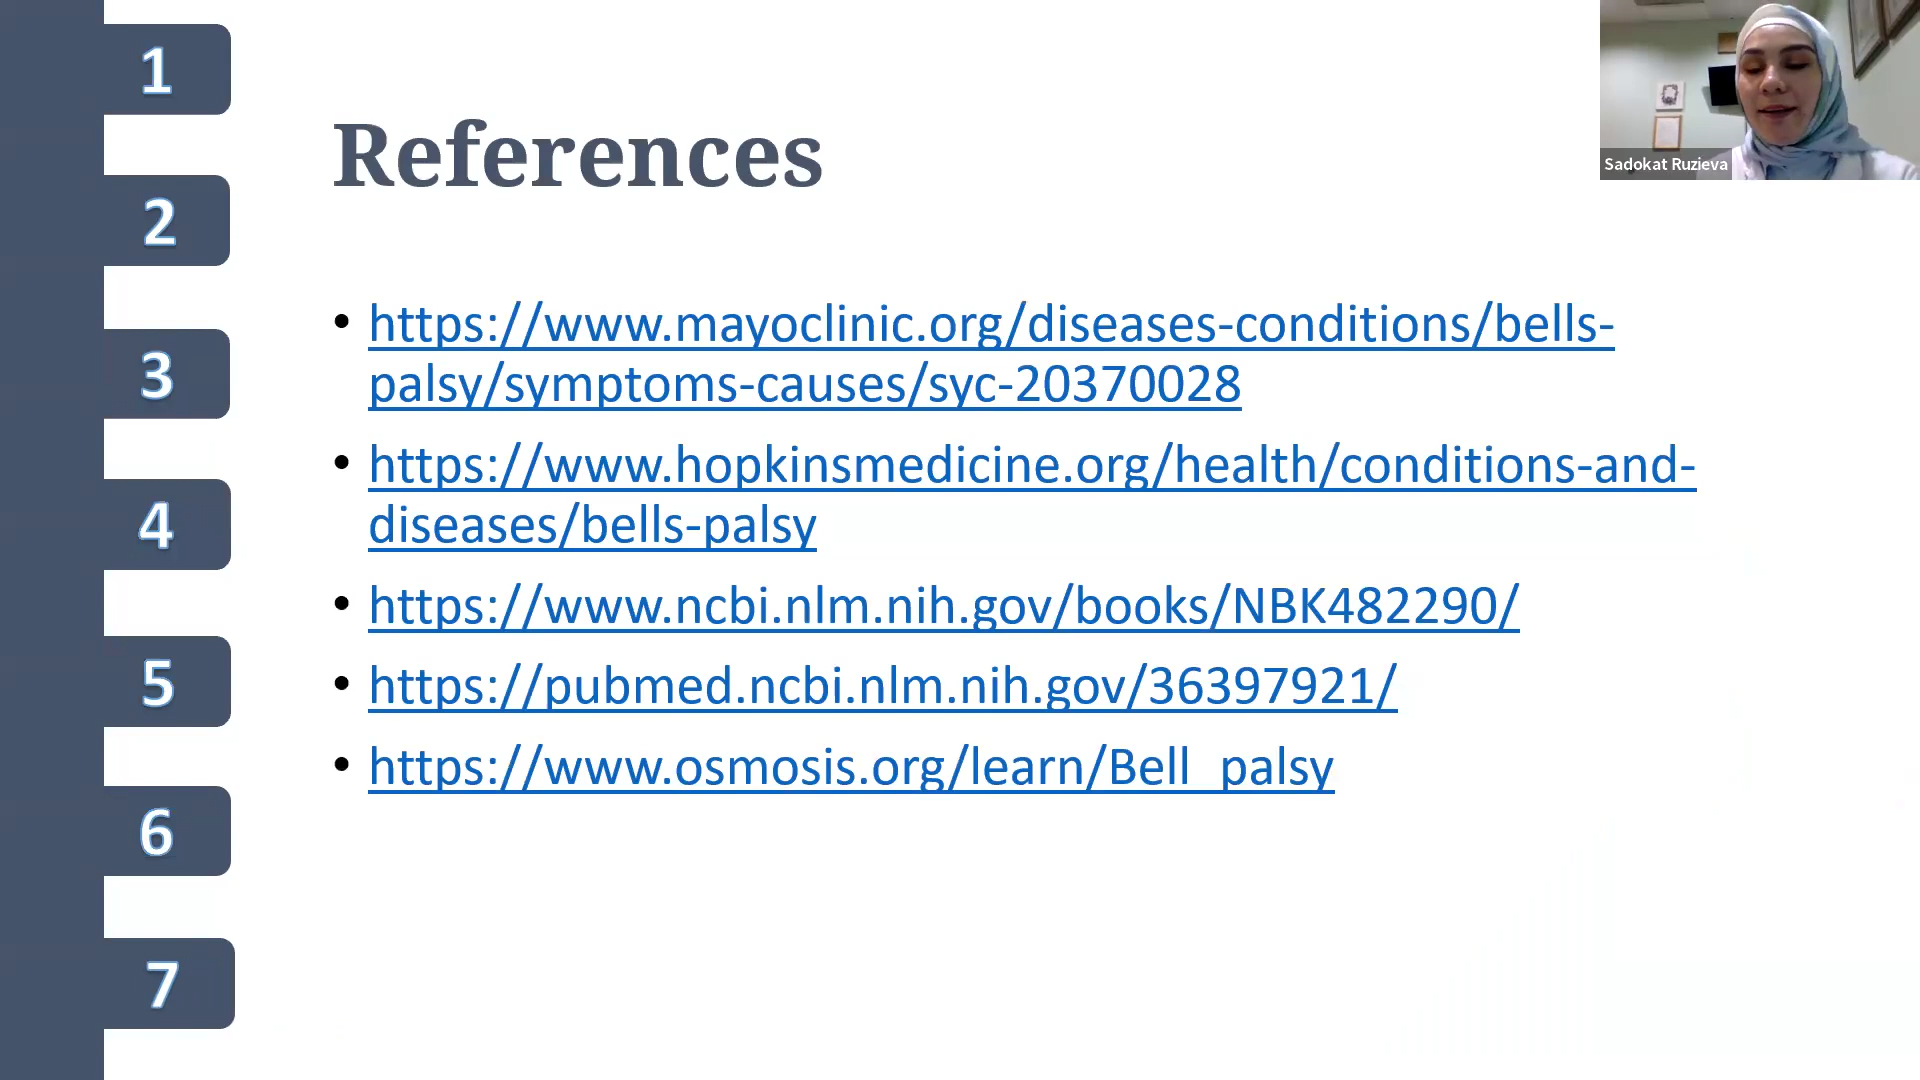 1
2
3
4
5
6
7
References
• https://www.mayoclinic.org/diseases-conditions/bells-
palsy/symptoms-causes/syc-20370028
• https://www.hopkinsmedicine.org/health/conditions-and-
diseases/bells-palsy
• https://www.ncbi.nlm.nih.gov/books/NBK482290/
• https://pubmed.ncbi.nlm.nih.gov/36397921/
• https://www.osmosis.org/learn/Bell_palsy
Sadokat Ruzieva